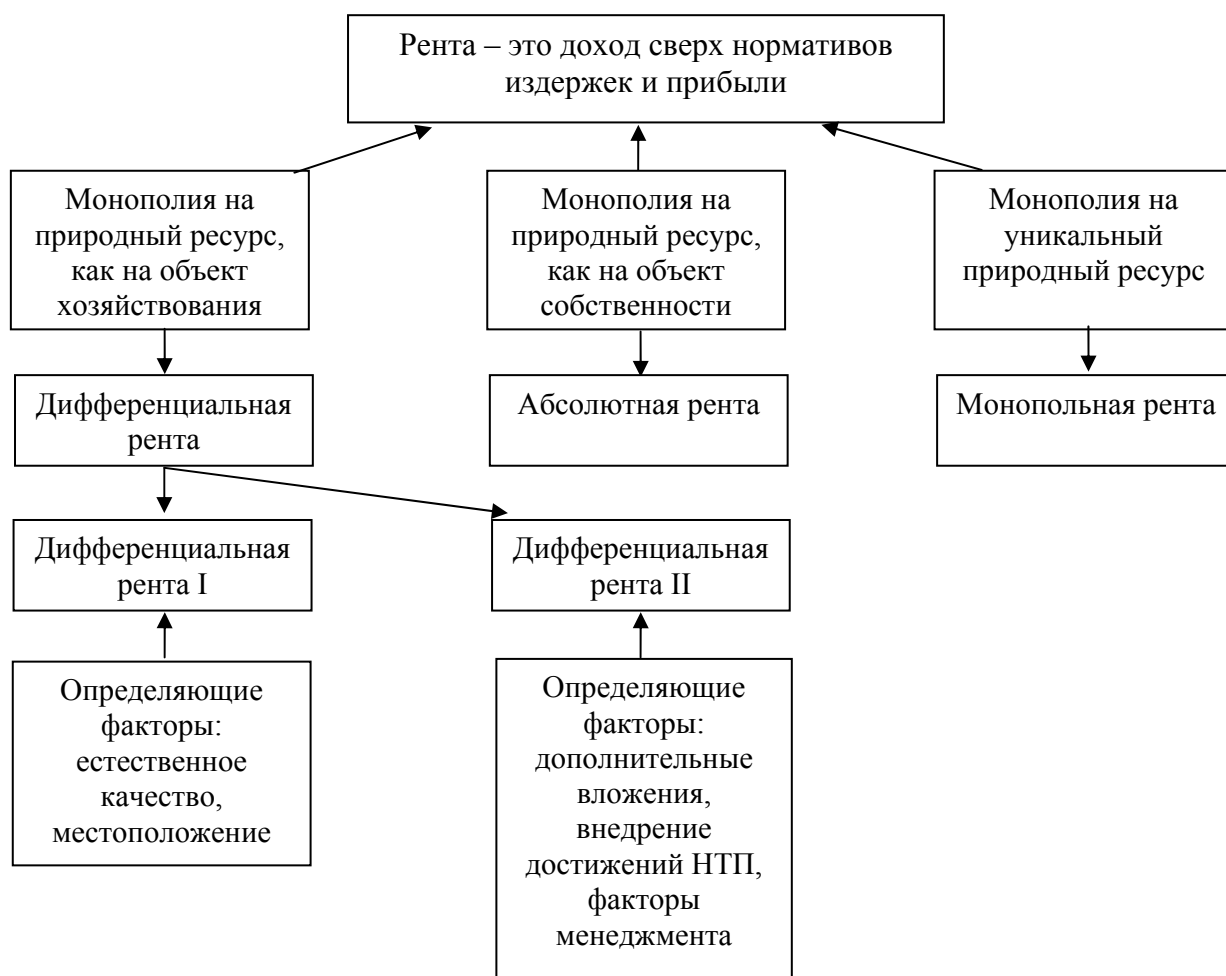 Рента – это доход сверх нормативов
издержек и прибыли
Монополия на
природный ресурс,
как на объект
хозяйствования
Монополия на
природный ресурс,
как на объект
собственности
Монополия на
уникальный
природный ресурс
Дифференциальная
рента
Абсолютная рента
Монопольная рента
Дифференциальная
рента I
Дифференциальная
рента II
Определяющие
факторы:
естественное
качество,
местоположение
Определяющие
факторы:
дополнительные
вложения,
внедрение
достижений НТП,
факторы
менеджмента